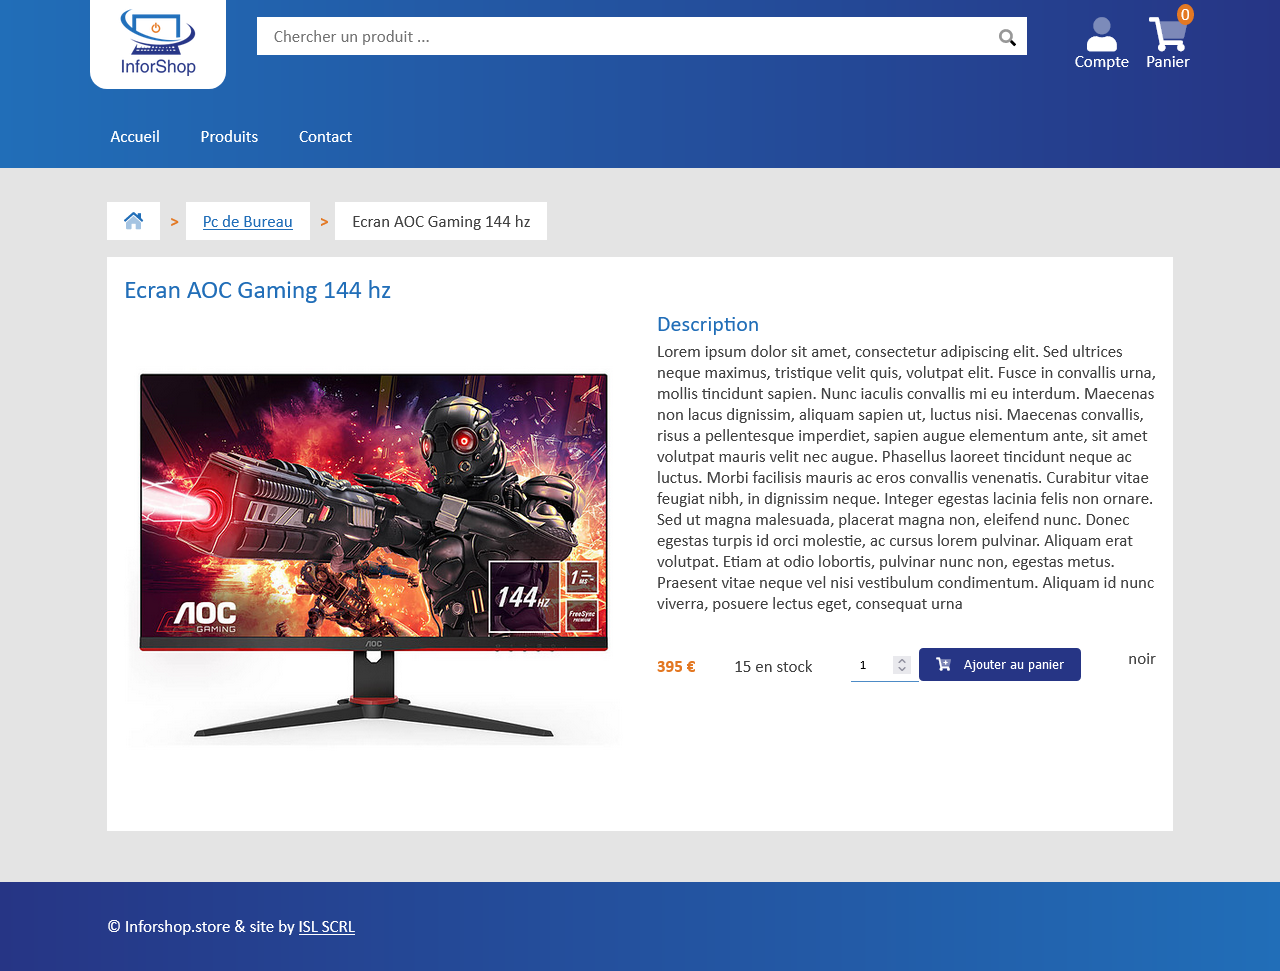 InforShop
Chercher un produit ...
0
Compte
Panier
Accueil
Produits
Contact
>
Pc de Bureau
>
Ecran AOC Gaming 144 hz
Ecran AOC Gaming 144 hz
144HZ
1MS
FreeSync
PREMIUM
AOC
GAMING
AOC
Description
Lorem ipsum dolor sit amet, consectetur adipiscing elit. Sed ultrices
neque maximus, tristique velit quis, volutpat elit. Fusce in convallis urna,
mollis tincidunt sapien. Nunc iaculis convallis mi eu interdum. Maecenas
non lacus dignissim, aliquam sapien ut, luctus nisi. Maecenas convallis,
risus a pellentesque imperdiet, sapien augue elementum ante, sit amet
volutpat mauris velit nec augue. Phasellus laoreet tincidunt neque ac
luctus. Morbi facilisis mauris ac eros convallis venenatis. Curabitur vitae
feugiat nibh, in dignissim neque. Integer egestas lacinia felis non ornare.
Sed ut magna malesuada, placerat magna non, eleifend nunc. Donec
egestas turpis id orci molestie, ac cursus lorem pulvinar. Aliquam erat
volutpat. Etiam at odio lobortis, pulvinar nunc non, egestas metus.
Praesent vitae neque vel nisi vestibulum condimentum. Aliquam id nunc
viverra, posuere lectus eget, consequat urna
395 €
15 en stock
1
Ajouter au panier
noir
© Inforshop.store & site by ISL SCRL